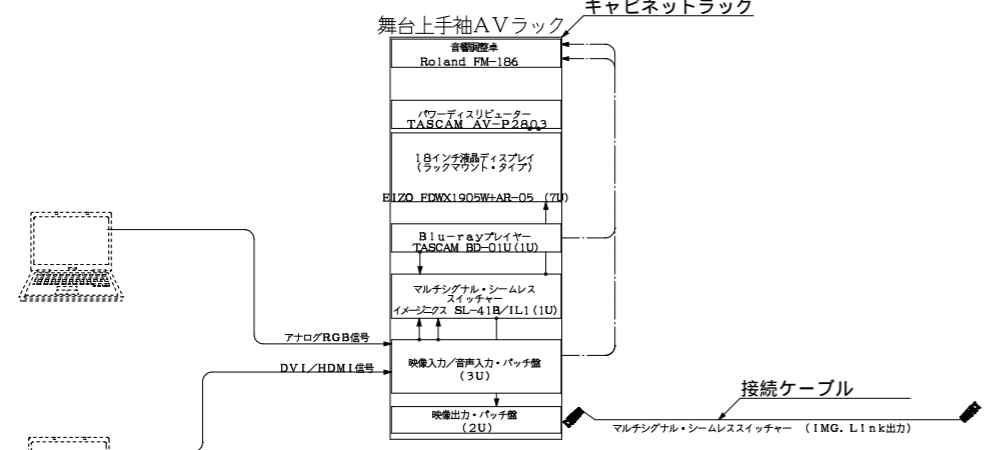 キャビネットラック
舞台上手袖AVラック
音響調整卓
Roland FM-186
パワーディスリビューター
TASCAM AV-P2803
18インチ液晶ディスプレイ
(ラックマウント・タイプ)
EIZO FDWX1905W+AR-05 (7U)
Blu-rayプレイヤー
TASCAM BD-01U(1U)
マルチシグナル・シームレス
スイッチャー
イメージニクス SL-41B/IL1(1U)
アナログRGB信号
映像入力/音声入力・パッチ盤
(3U)
DVI/HDMI信号
接続ケーブル
映像出力・パッチ盤
(2U)
マルチシグナル・シームレススイッチャー (IMG.Link出力)